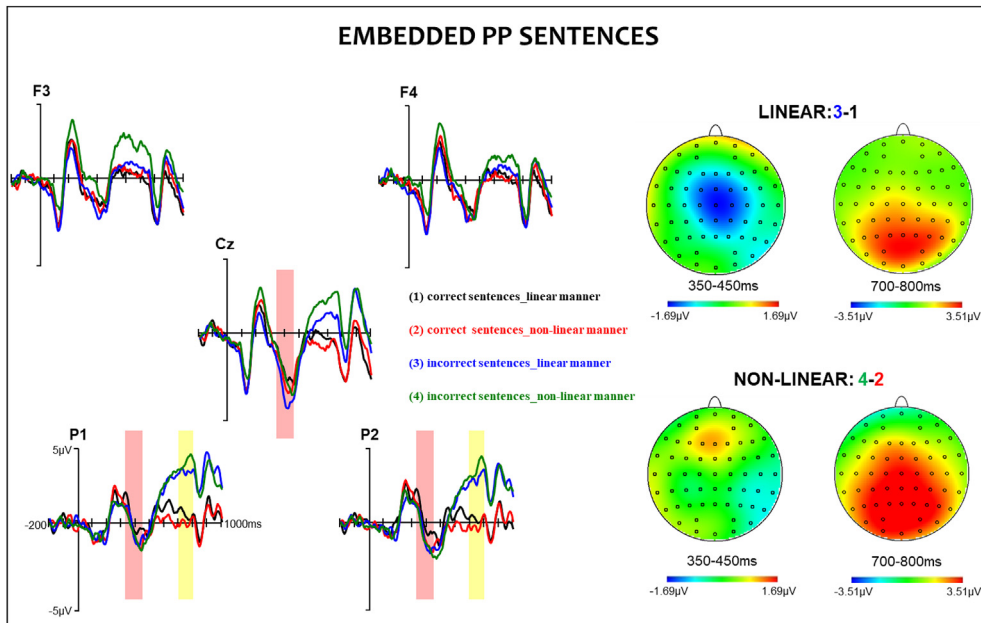 EMBEDDED PP SENTENCES
F3
F4
LINEAR:3-1
Cz
350-450ms
700-800ms
-1.69µV
1.69µV
-3.51µV
3.51µV
(1) correct sentences_linear manner
(2) correct sentences_non-linear manner
(3) incorrect sentences_linear manner
(4) incorrect sentences_non-linear manner
NON-LINEAR: 4-2
P1
P2
5µV
-200
1000ms
-5µV
350-450ms
700-800ms
-1.69µV
1.69µV
-3.51µV
3.51µV